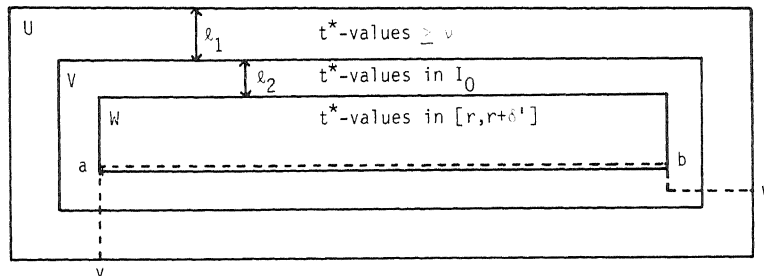 U ℓ₁ t*-values ≥
V ℓ₂ t*-values in I₀
W t*-values in [r,r+δ']
a b